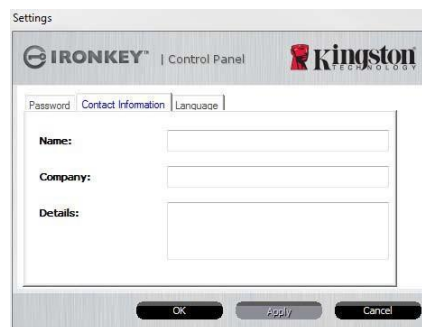 Settings
IRONKEY™ | Control Panel
Kingston
TECHNOLOGY
Password Contact Information Language
Name:
Company:
Details:
OK Apply Cancel